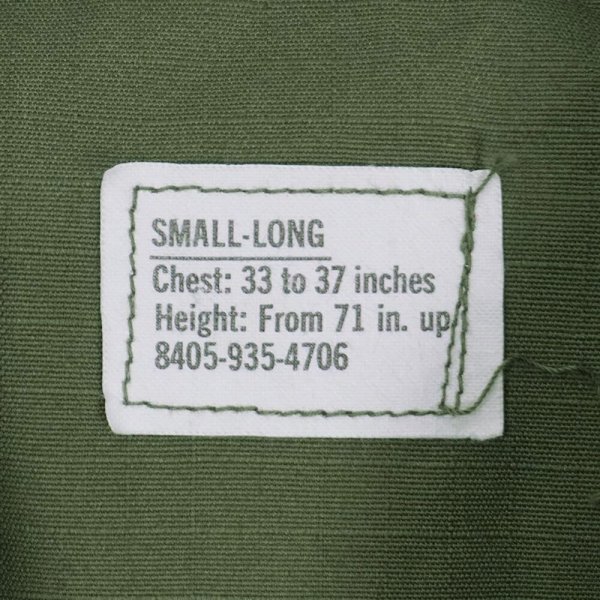 SMALL-LONG
Chest: 33 to 37 inches
Height: From 71 in. up
8405-935-4706